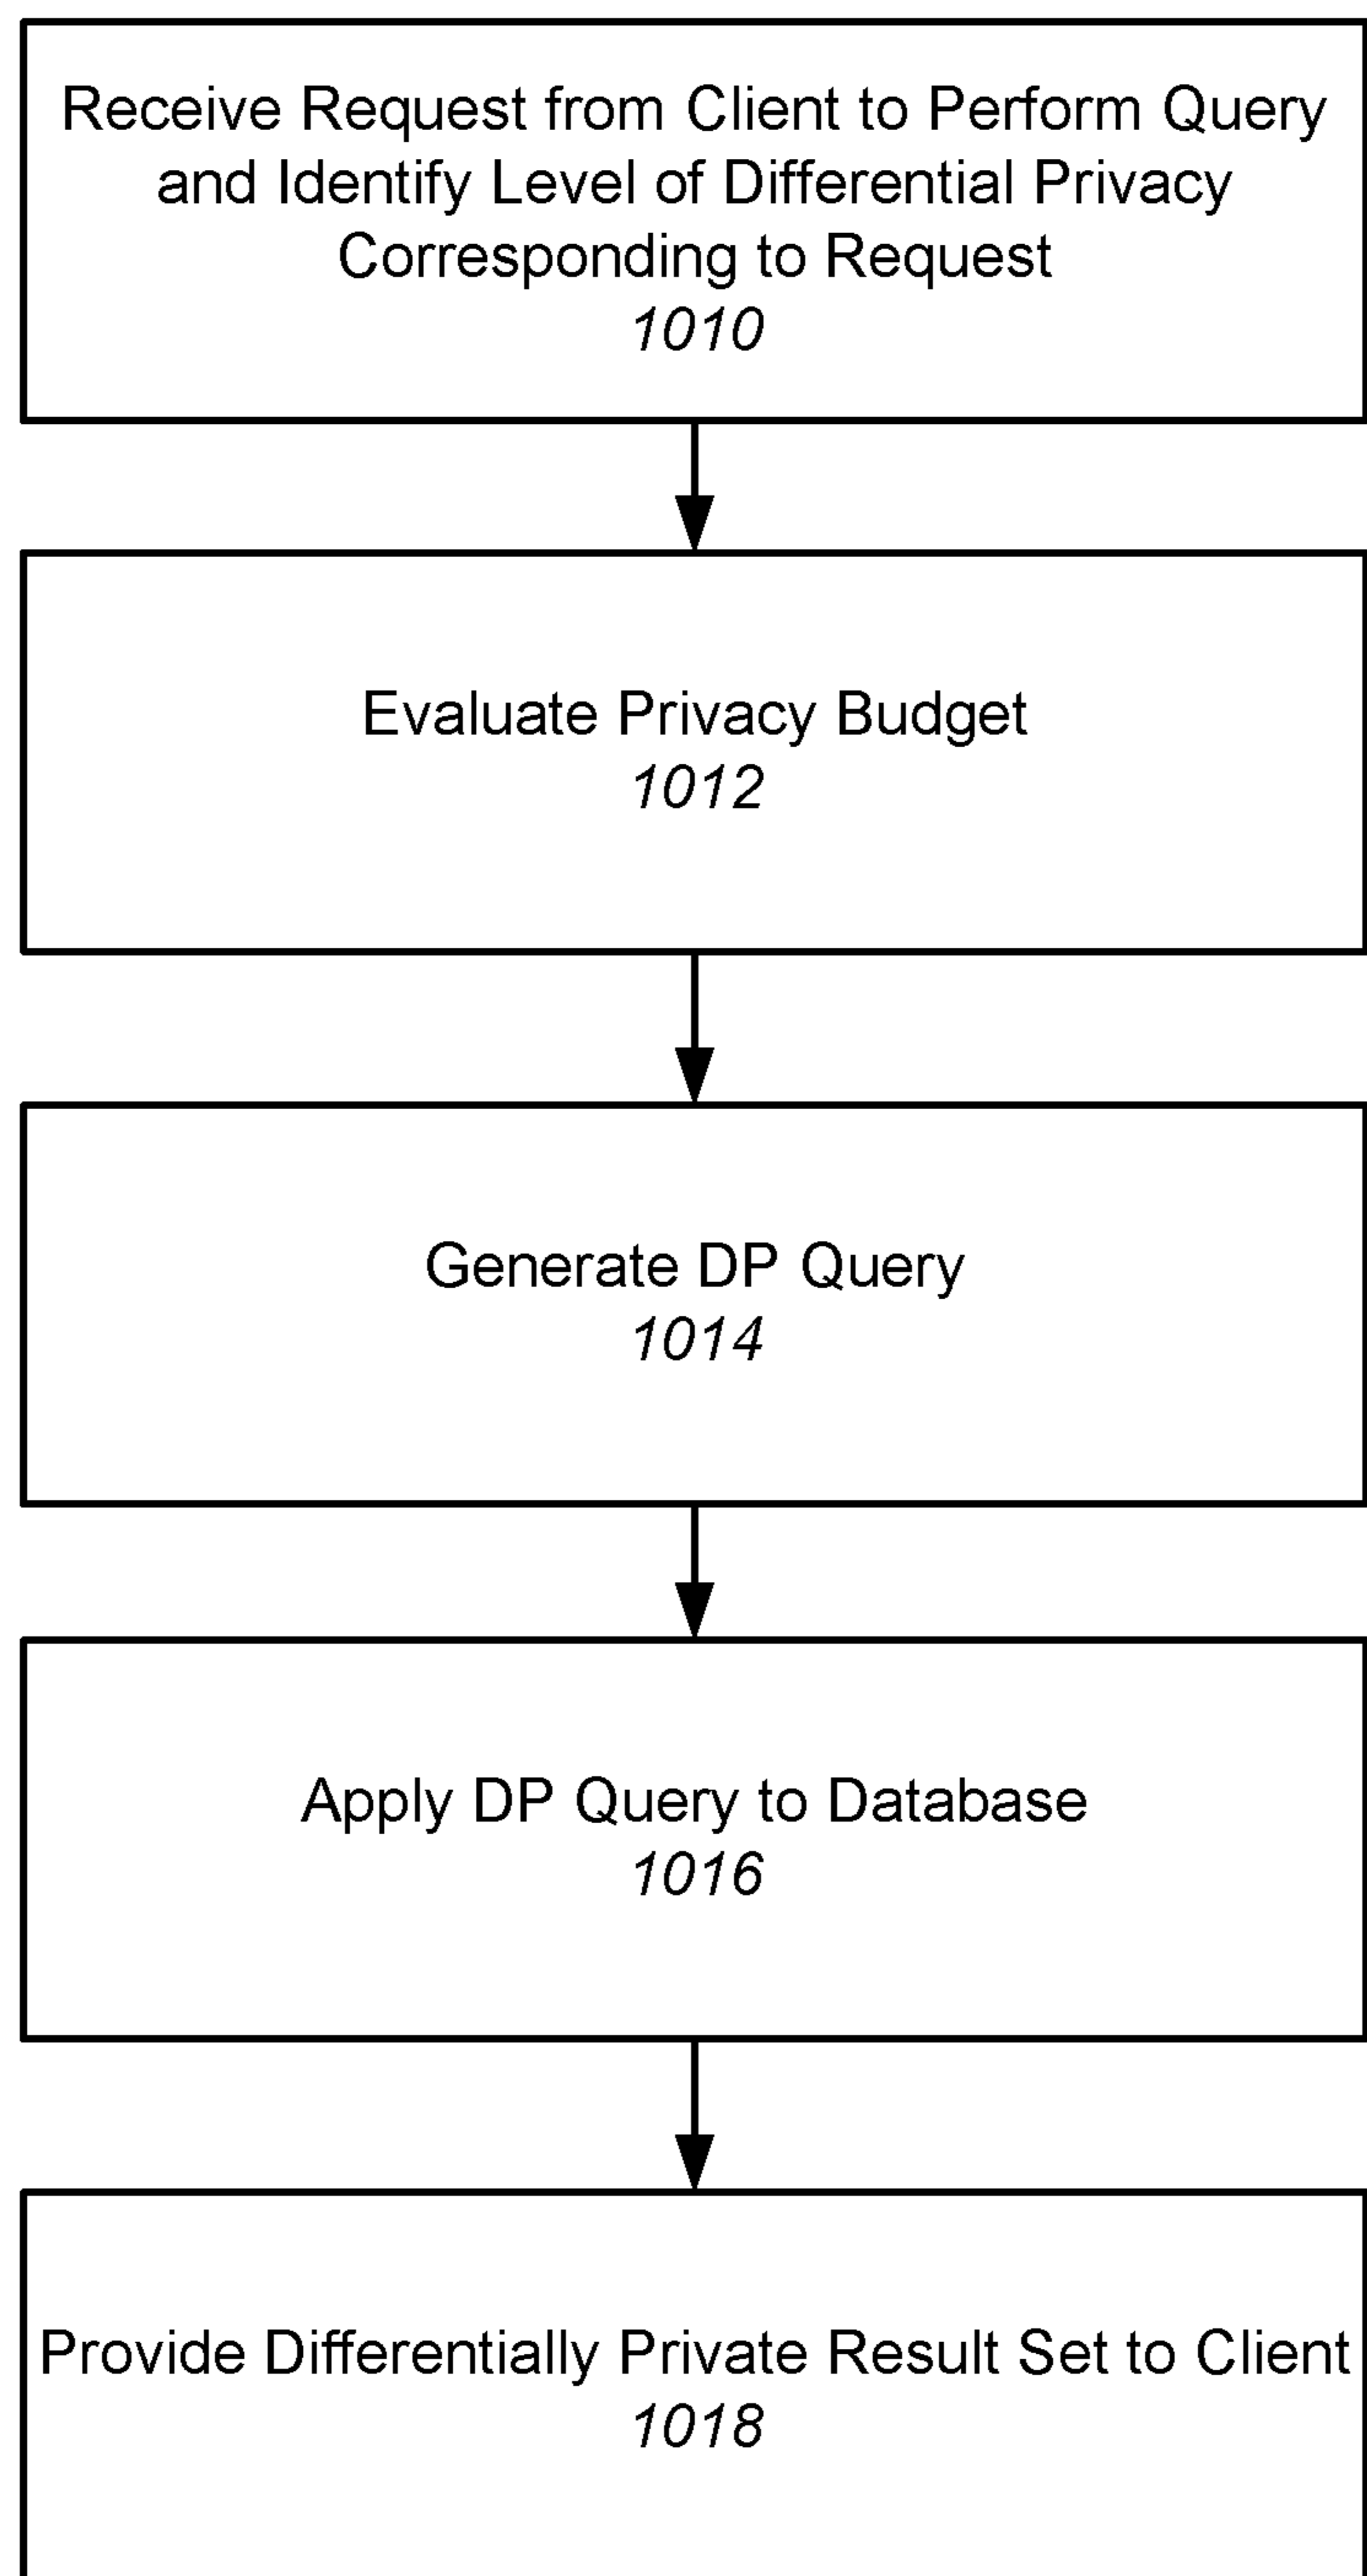 Receive Request from Client to Perform Query
and Identify Level of Differential Privacy
Corresponding to Request
1010
Evaluate Privacy Budget
1012
Generate DP Query
1014
Apply DP Query to Database
1016
Provide Differentially Private Result Set to Client
1018